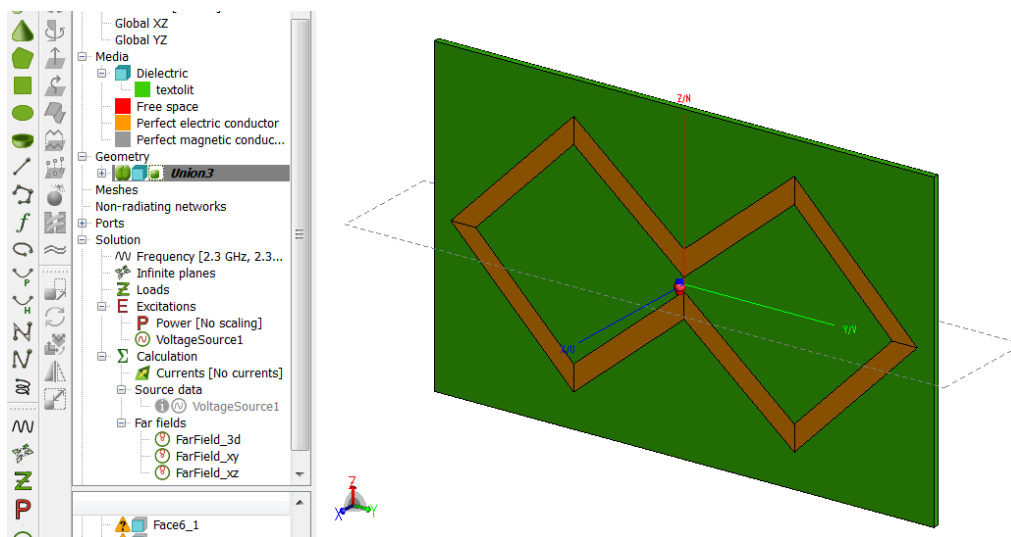 Global XZ
Global YZ
Media
Dielectric
textolit
Free space
Perfect electric conductor
Perfect magnetic conduc...
Geometry
Union3
Meshes
Non-radiating networks
Ports
Solution
Frequency [2.3 GHz, 2.3...
Infinite planes
Z Loads
E Excitations
P Power [No scaling]
VoltageSource1
Σ Calculation
Currents [No currents]
Source data
i VoltageSource1
Far fields
FarField_3d
FarField_xy
FarField_xz
Face6_1
f
P
H
N
N
Z
P
Z/N
Y/V
Z
X
Y